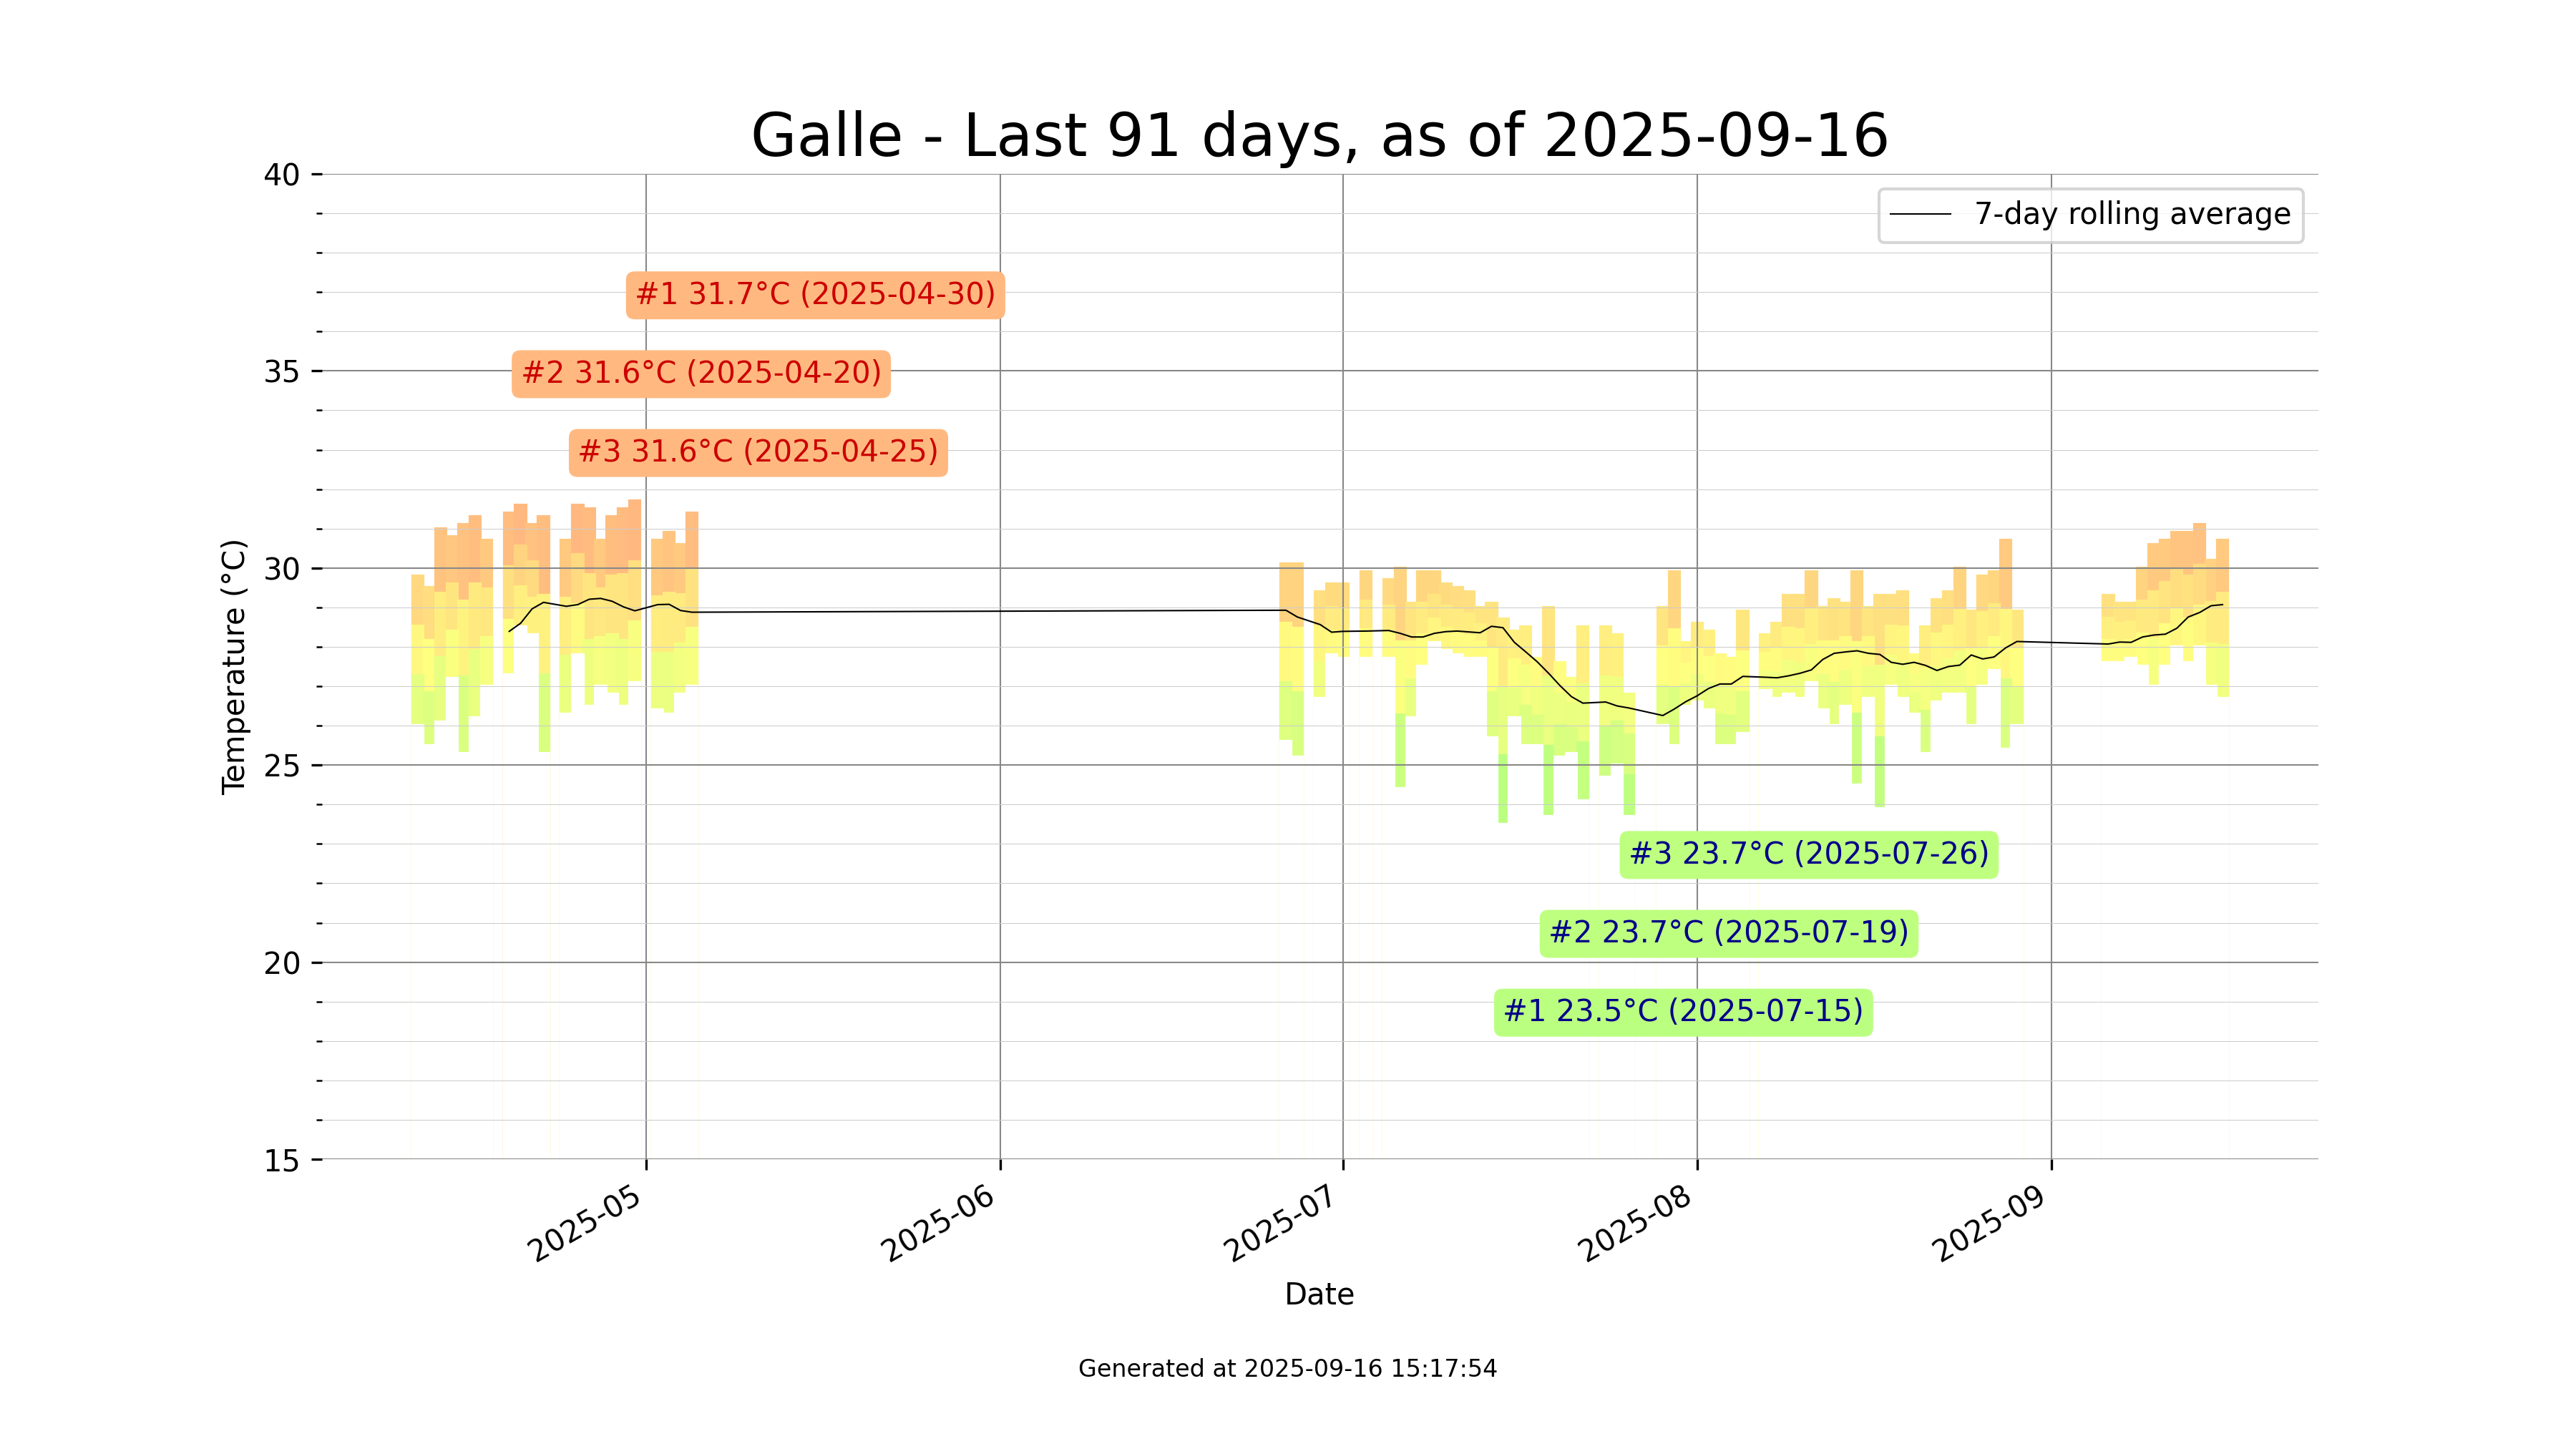 Galle - Last 91 days, as of 2025-09-16
7-day rolling average
Temperature (°C)
40
35
30
25
20
15
#1 31.7°C (2025-04-30)
#2 31.6°C (2025-04-20)
#3 31.6°C (2025-04-25)
#3 23.7°C (2025-07-26)
#2 23.7°C (2025-07-19)
#1 23.5°C (2025-07-15)
2025-05
2025-06
2025-07
2025-08
2025-09
Date
Generated at 2025-09-16 15:17:54